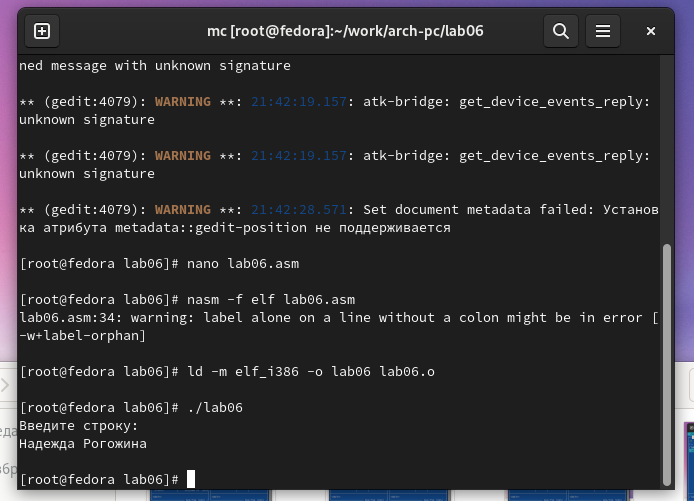 mc [root@fedora]:~/work/arch-pc/lab06
ned message with unknown signature
** (gedit:4079): WARNING **: 21:42:19.157: atk-bridge: get_device_events_reply:
unknown signature
** (gedit:4079): WARNING **: 21:42:19.157: atk-bridge: get_device_events_reply:
unknown signature
** (gedit:4079): WARNING **: 21:42:28.571: Set document metadata failed: Установ
ка атрибута metadata::gedit-position не поддерживается
[root@fedora lab06]# nano lab06.asm
[root@fedora lab06]# nasm -f elf lab06.asm
lab06.asm:34: warning: label alone on a line without a colon might be in error [
-w+label-orphan]
[root@fedora lab06]# ld -m elf_i386 -o lab06 lab06.o
[root@fedora lab06]# ./lab06
Введите строку:
Надежда Рогожина
[root@fedora lab06]#